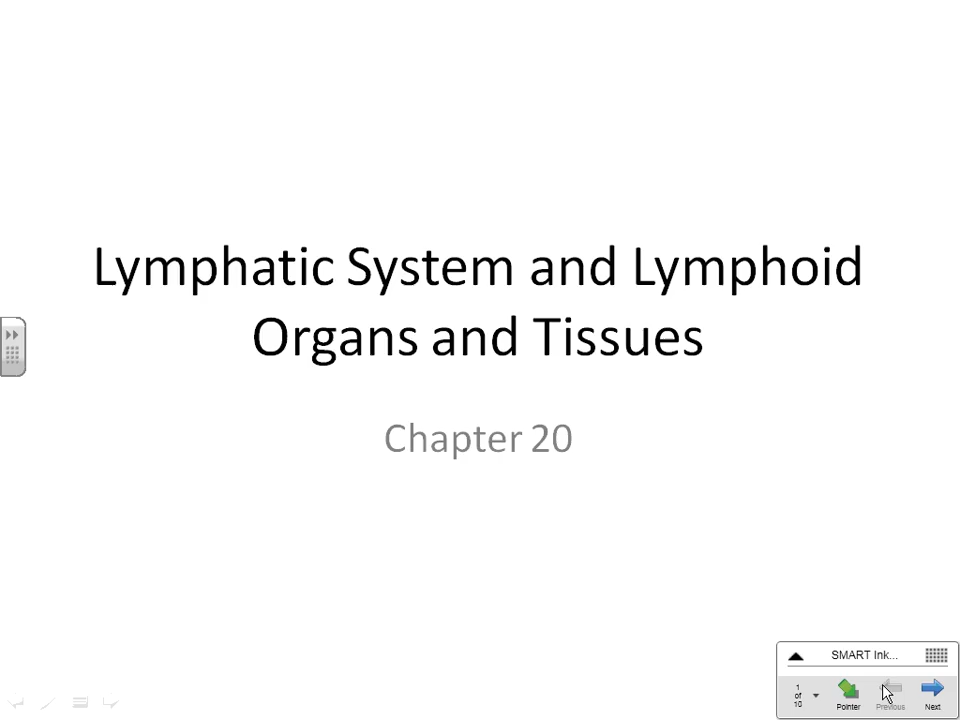 Lymphatic System and Lymphoid
Organs and Tissues
Chapter 20
SMART Ink...
1
of
10
Pointer
Previous
Next